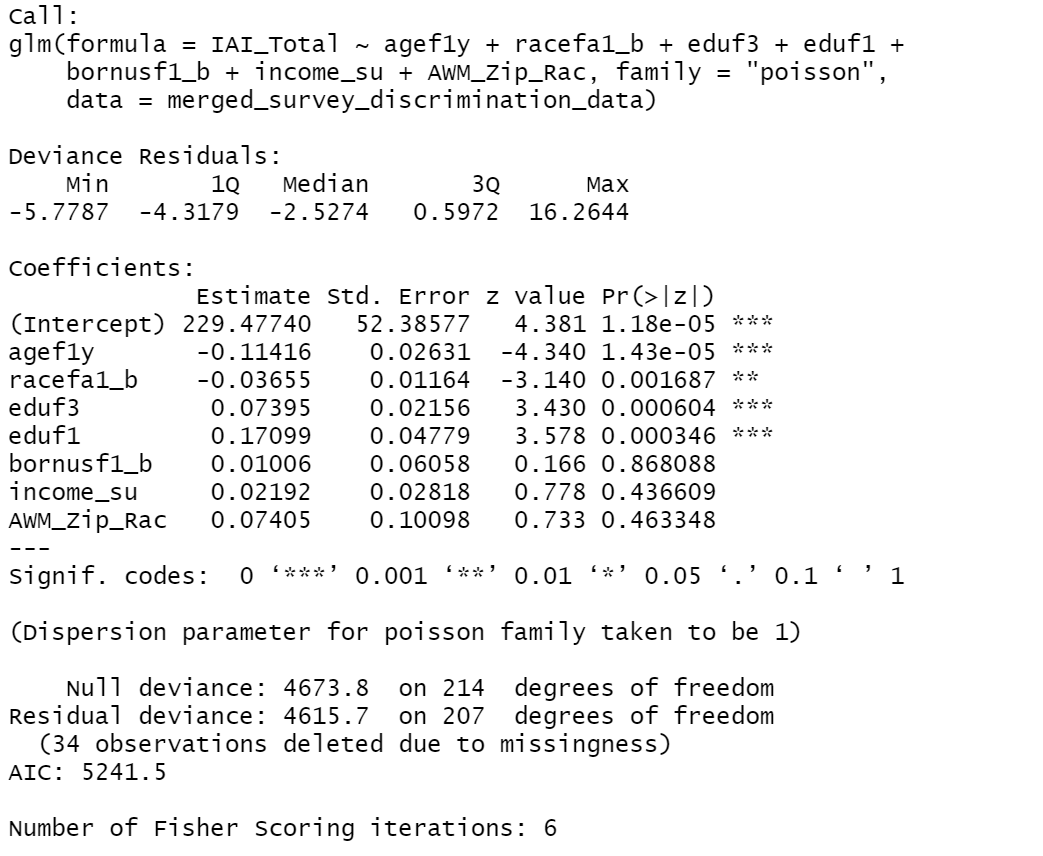 Call:
glm(formula = IAI_Total ~ agef1y + racefa1_b + eduf3 + eduf1 +
    bornusf1_b + income_su + AWM_Zip_Rac, family = "poisson",
    data = merged_survey_discrimination_data)

Deviance Residuals:
    Min       1Q   Median       3Q      Max
-5.7787  -4.3179  -2.5274   0.5972  16.2644

Coefficients:
             Estimate Std. Error z value Pr(>|z|)
(Intercept) 229.47740   52.38577   4.381 1.18e-05 ***
agef1y       -0.11416    0.02631  -4.340 1.43e-05 ***
racefa1_b    -0.03655    0.01164  -3.140 0.001687 **
eduf3         0.07395    0.02156   3.430 0.000604 ***
eduf1         0.17099    0.04779   3.578 0.000346 ***
bornusf1_b    0.01006    0.06058   0.166 0.868088
income_su     0.02192    0.02818   0.778 0.436609
AWM_Zip_Rac   0.07405    0.10098   0.733 0.463348
---
Signif. codes:  0 ‘***’ 0.001 ‘**’ 0.01 ‘*’ 0.05 ‘.’ 0.1 ‘ ’ 1

(Dispersion parameter for poisson family taken to be 1)

    Null deviance: 4673.8  on 214  degrees of freedom
Residual deviance: 4615.7  on 207  degrees of freedom
  (34 observations deleted due to missingness)
AIC: 5241.5

Number of Fisher Scoring iterations: 6